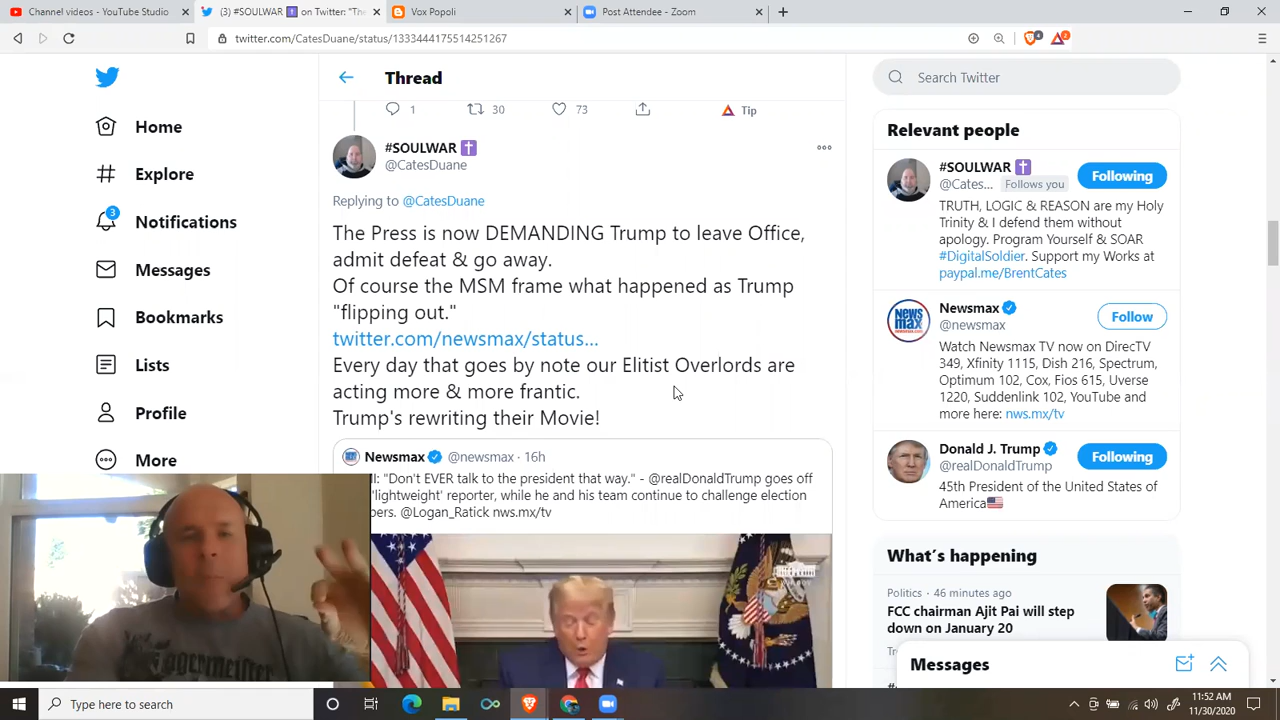 Channel videos - YouTube Studio
(3) #SOULWAR ✝ on Twitter: "The
Vox Popoli
Post Attendee - Zoom
twitter.com/CatesDuane/status/1333444175514251267
4
2
Home
Explore
3
Notifications
Messages
Bookmarks
Lists
Profile
More
Thread
1
30
73
Tip
#SOULWAR ✝
@CatesDuane
Replying to @CatesDuane
The Press is now DEMANDING Trump to leave Office,
admit defeat & go away.
Of course the MSM frame what happened as Trump
"flipping out."
twitter.com/newsmax/status...
Every day that goes by note our Elitist Overlords are
acting more & more frantic.
Trump's rewriting their Movie!
Newsmax @newsmax · 16h
"Don't EVER talk to the president that way." - @realDonaldTrump goes off
'lightweight' reporter, while he and his team continue to challenge election
@Logan_Ratick nws.mx/tv
Search Twitter
Relevant people
#SOULWAR ✝
@Cates... Follows you
Following
TRUTH, LOGIC & REASON are my Holy
Trinity & I defend them without
apology. Program Yourself & SOAR
#DigitalSoldier. Support my Works at
paypal.me/BrentCates
NEWS
MAX
Newsmax
@newsmax
Follow
Watch Newsmax TV now on DirecTV
349, Xfinity 1115, Dish 216, Spectrum,
Optimum 102, Cox, Fios 615, Uverse
1220, Suddenlink 102, YouTube and
more here: nws.mx/tv
Donald J. Trump
@realDonaldTrump
Following
45th President of the United States of
America🇺🇸
What's happening
Politics · 46 minutes ago
FCC chairman Ajit Pai will step
down on January 20
Messages
Jägermeister
Type here to search
11:52 AM
11/30/2020